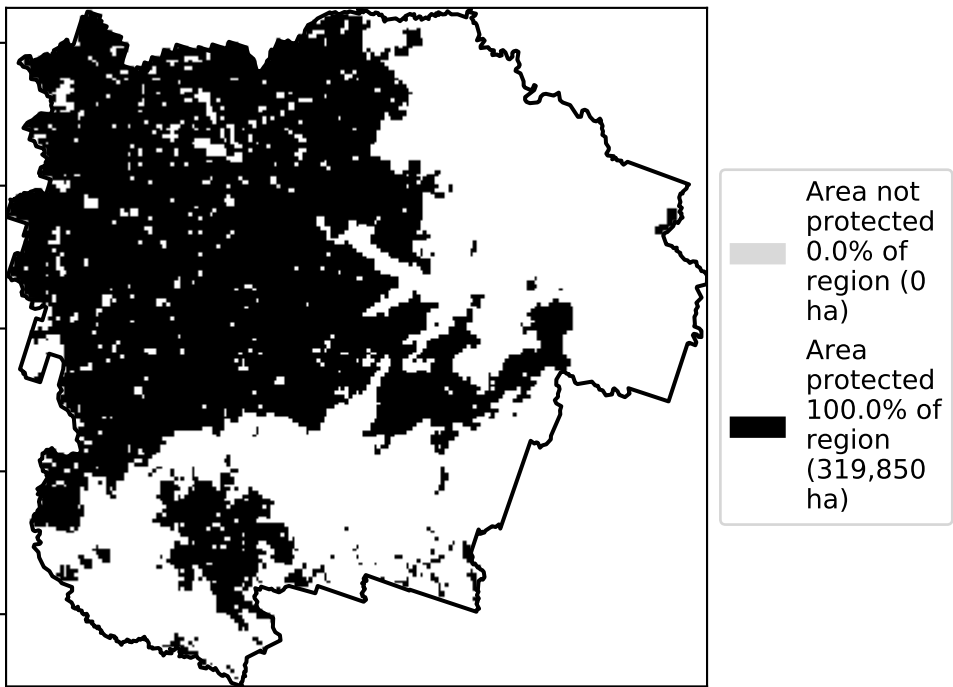 Area not
protected
0.0% of
region (0
ha)
Area
protected
100.0% of
region
(319,850
ha)